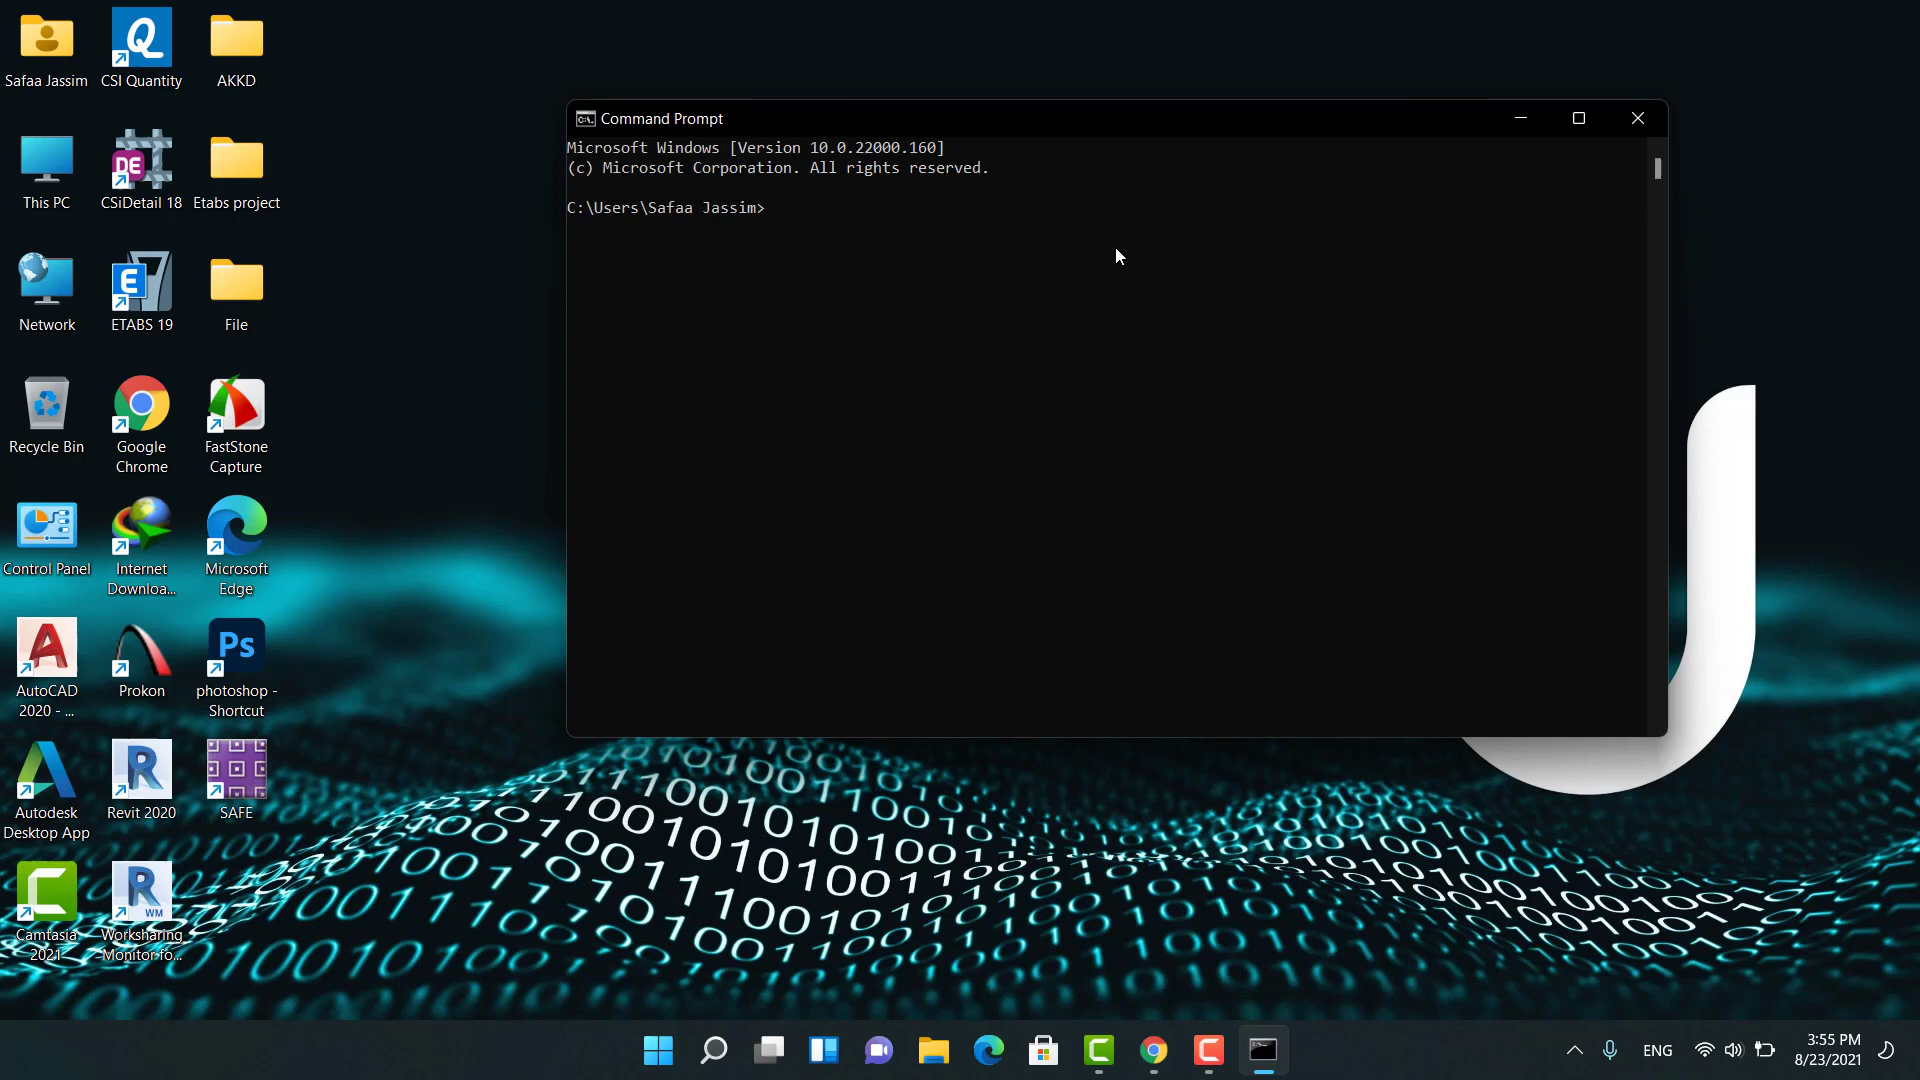 Safaa Jassim
CSI Quantity
AKKD
This PC
CSiDetail 18
Etabs project
Network
ETABS 19
File
Recycle Bin
Google
Chrome
FastStone
Capture
Control Panel
Internet
Downloa...
Microsoft
Edge
AutoCAD
2020 - ...
Prokon
photoshop -
Shortcut
Autodesk
Desktop App
Revit 2020
SAFE
Camtasia
2021
Worksharing
Monitor fo...
Command Prompt
Microsoft Windows [Version 10.0.22000.160]
(c) Microsoft Corporation. All rights reserved.
C:\Users\Safaa Jassim>
ENG
3:55 PM
8/23/2021